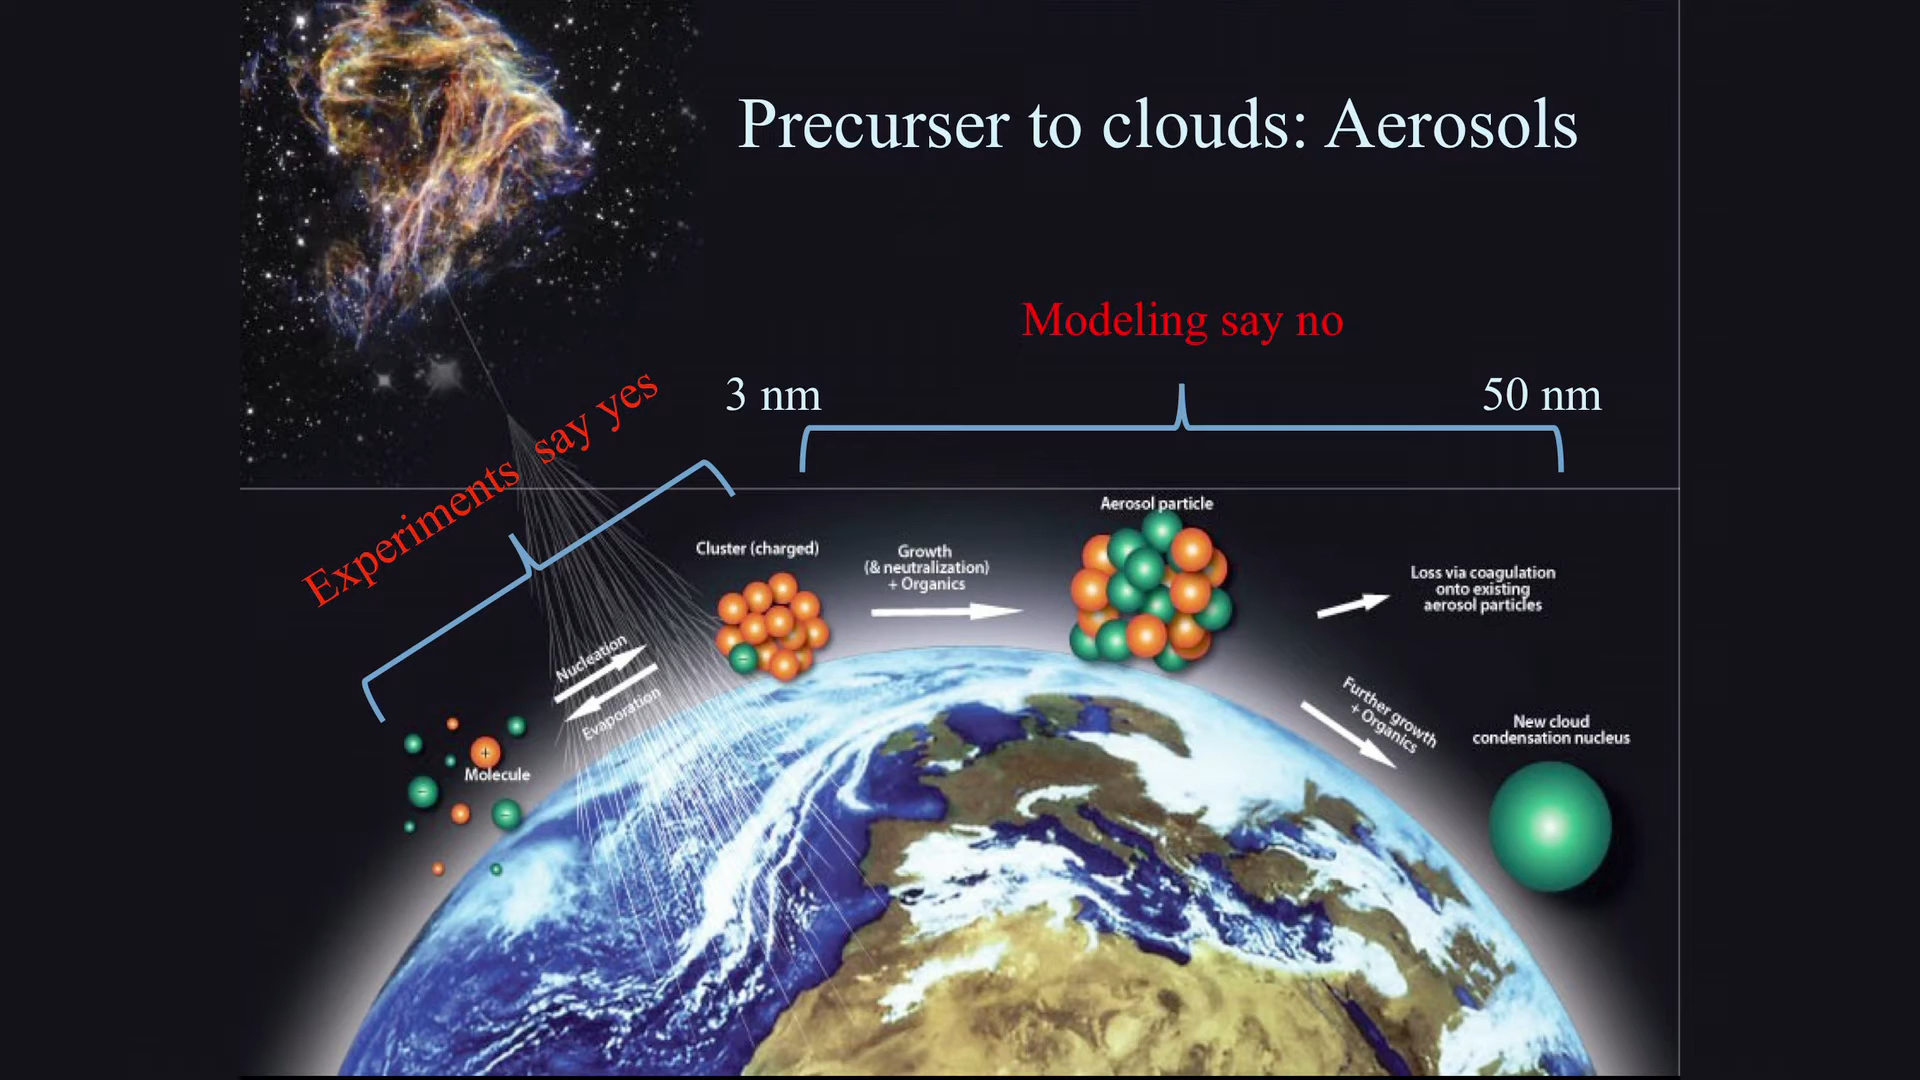 Precurser to clouds: Aerosols
Modeling say no
3 nm
50 nm
Experiments say yes
Aerosol particle
Cluster (charged)
Growth
(& neutralization)
+ Organics
Loss via coagulation
onto existing
aerosol particles
Nucleation
Evaporation
Further growth
+ Organics
New cloud
condensation nucleus
+
Molecule
-
-
-